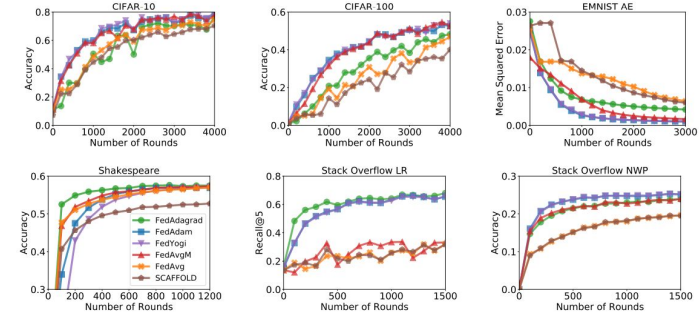 CIFAR-10
0.8
0.6
0.4
0.2
0.0
Accuracy
0 1000 2000 3000 4000
Number of Rounds
CIFAR-100
0.6
0.4
0.2
0.0
Accuracy
0 1000 2000 3000 4000
Number of Rounds
EMNIST AE
0.03
0.02
0.01
0.00
Mean Squared Error
0 1000 2000 3000
Number of Rounds
Shakespeare
0.6
0.5
0.4
0.3
Accuracy
FedAdagrad
FedAdam
FedYogi
FedAvgM
FedAvg
SCAFFOLD
0 200 400 600 800 1000 1200
Number of Rounds
Stack Overflow LR
0.8
0.6
0.4
0.2
0.0
Recall@5
0 500 1000 1500
Number of Rounds
Stack Overflow NWP
0.3
0.2
0.1
0.0
Accuracy
0 500 1000 1500
Number of Rounds